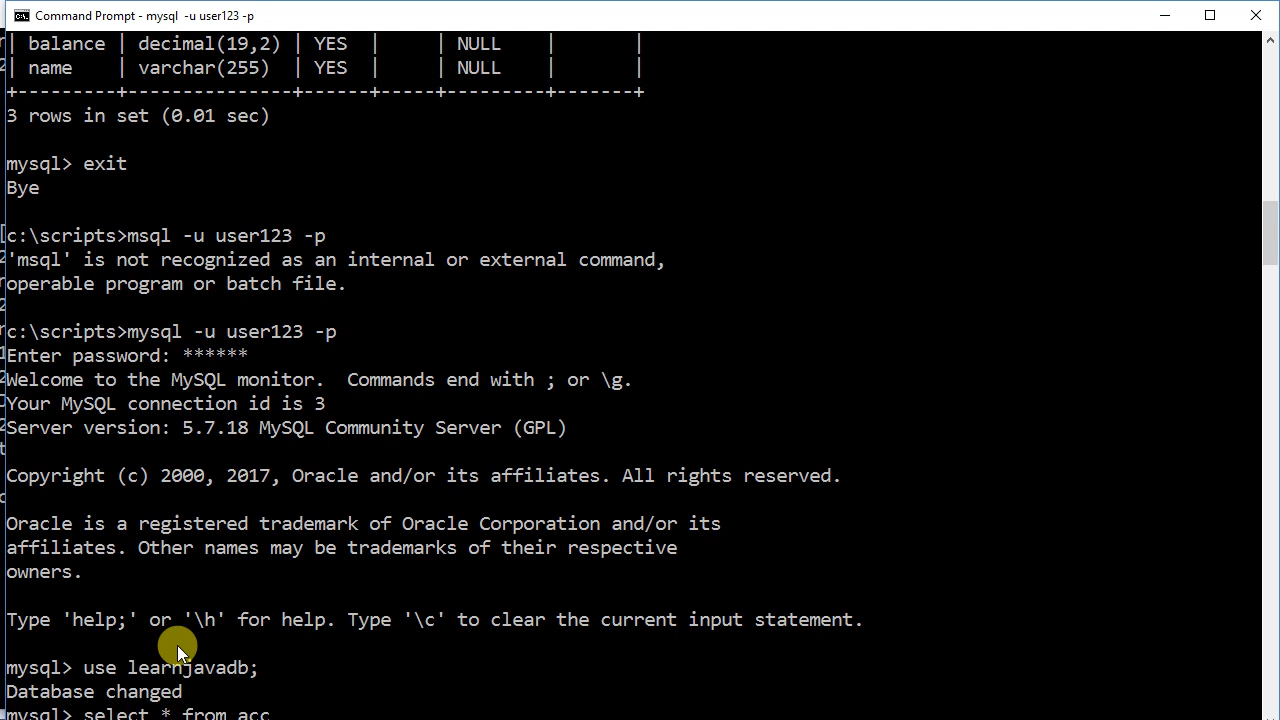 Command Prompt - mysql -u user123 -p
| balance | decimal(19,2) | YES | | NULL | |
| name | varchar(255) | YES | | NULL | |
+---------+---------------+------+-----+---------+-------+
3 rows in set (0.01 sec)
mysql> exit
Bye
c:\scripts>msql -u user123 -p
'msql' is not recognized as an internal or external command,
operable program or batch file.
c:\scripts>mysql -u user123 -p
Enter password: ******
Welcome to the MySQL monitor.  Commands end with ; or \g.
Your MySQL connection id is 3
Server version: 5.7.18 MySQL Community Server (GPL)
Copyright (c) 2000, 2017, Oracle and/or its affiliates. All rights reserved.
Oracle is a registered trademark of Oracle Corporation and/or its
affiliates. Other names may be trademarks of their respective
owners.
Type 'help;' or '\h' for help. Type '\c' to clear the current input statement.
mysql> use learnjavadb;
Database changed
mysql> select * from acc